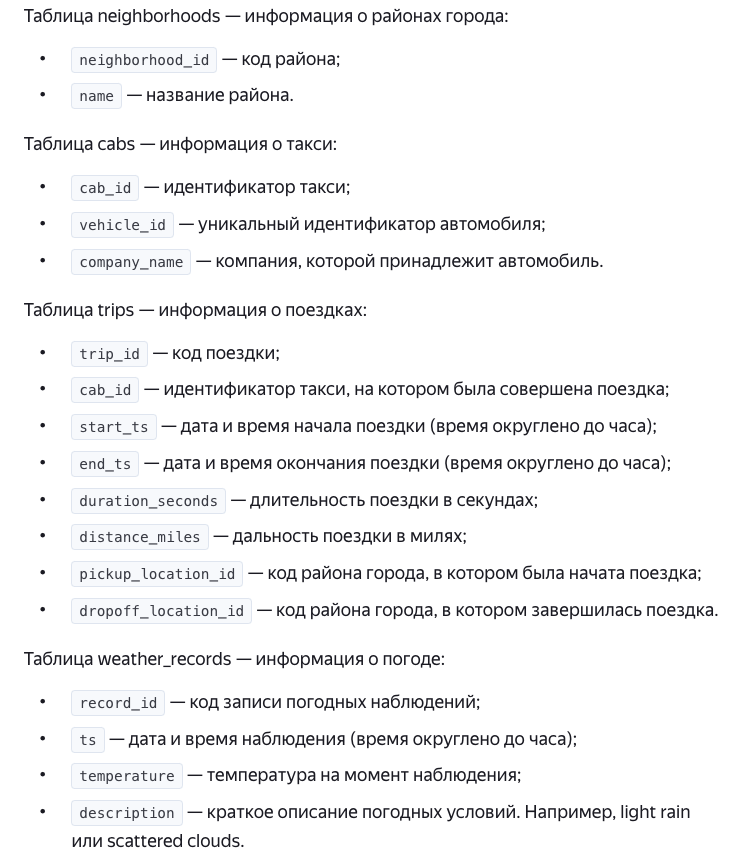 Таблица neighborhoods — информация о районах города:
• neighborhood_id — код района;
• name — название района.
Таблица cabs — информация о такси:
• cab_id — идентификатор такси;
• vehicle_id — уникальный идентификатор автомобиля;
• company_name — компания, которой принадлежит автомобиль.
Таблица trips — информация о поездках:
• trip_id — код поездки;
• cab_id — идентификатор такси, на котором была совершена поездка;
• start_ts — дата и время начала поездки (время округлено до часа);
• end_ts — дата и время окончания поездки (время округлено до часа);
• duration_seconds — длительность поездки в секундах;
• distance_miles — дальность поездки в милях;
• pickup_location_id — код района города, в котором была начата поездка;
• dropoff_location_id — код района города, в котором завершилась поездка.
Таблица weather_records — информация о погоде:
• record_id — код записи погодных наблюдений;
• ts — дата и время наблюдения (время округлено до часа);
• temperature — температура на момент наблюдения;
• description — краткое описание погодных условий. Например, light rain
или scattered clouds.